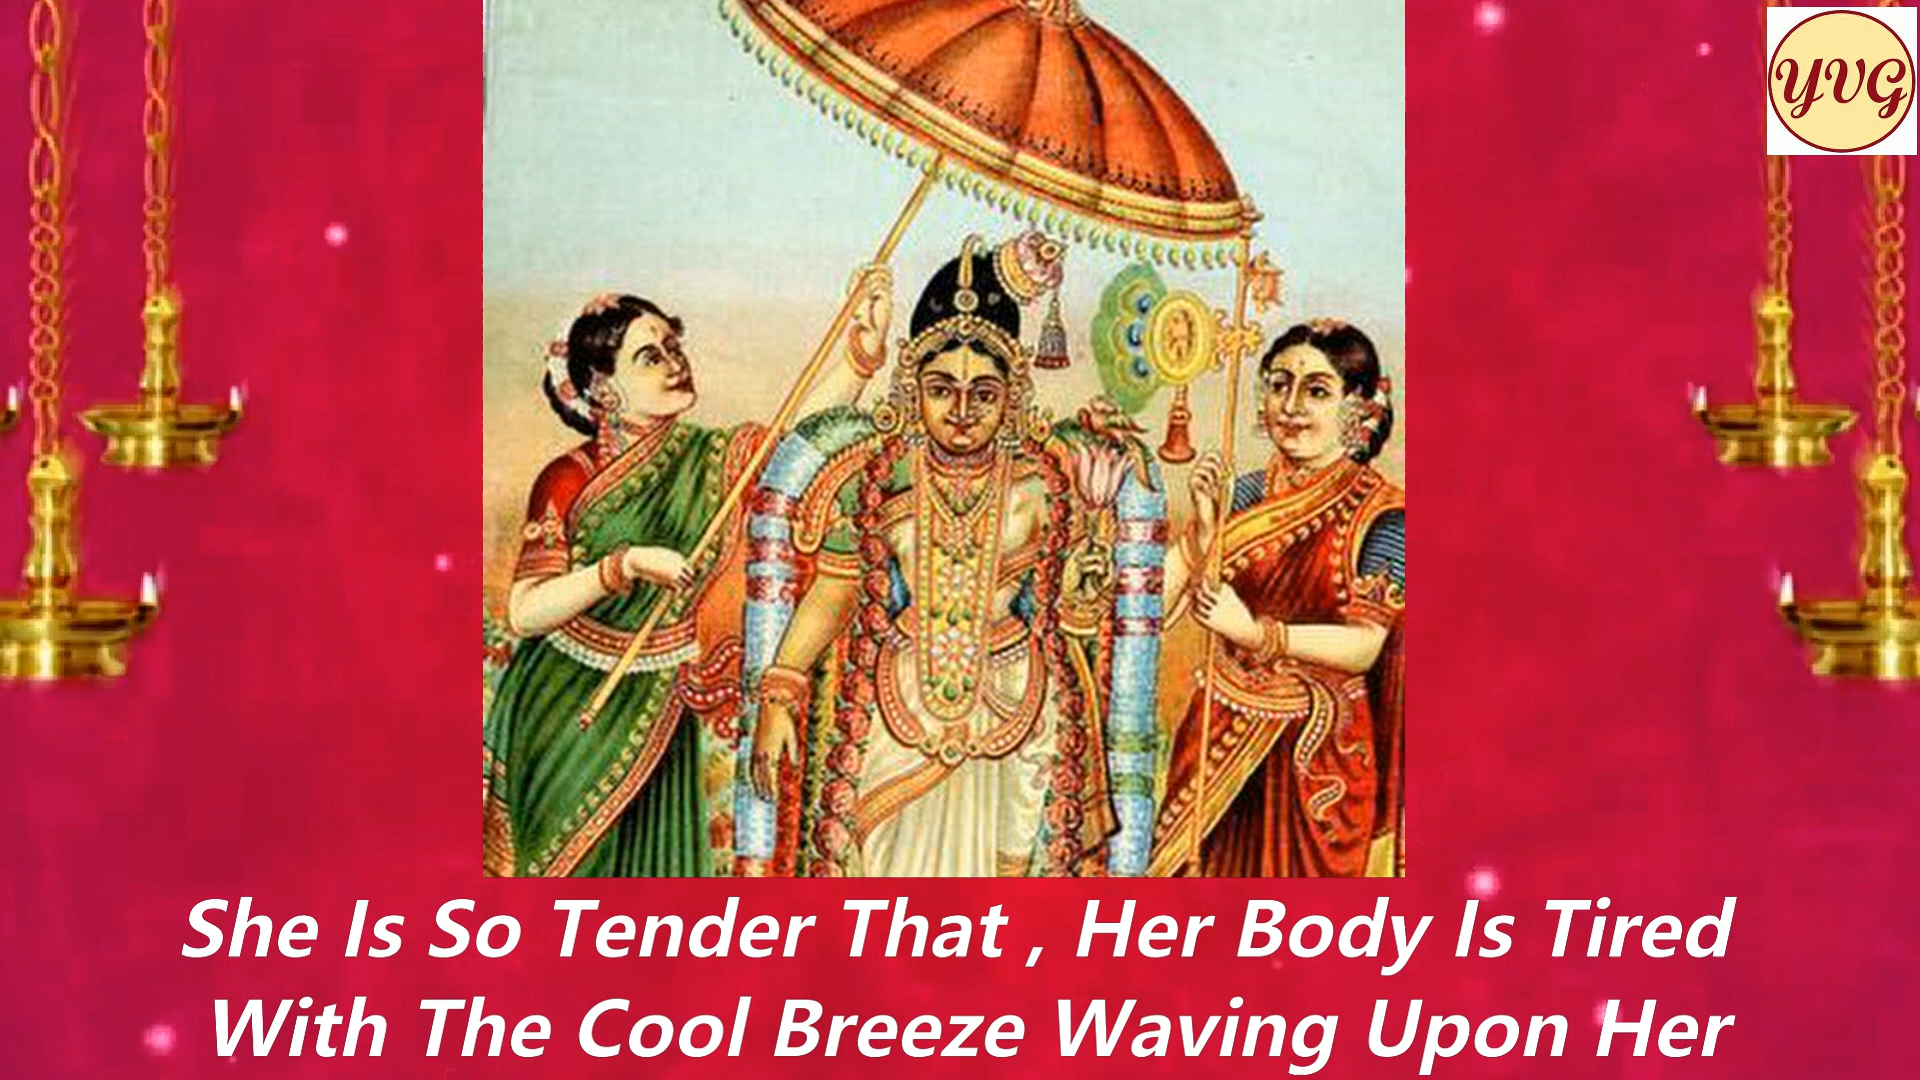 YVG
She Is So Tender That , Her Body Is Tired
With The Cool Breeze Waving Upon Her